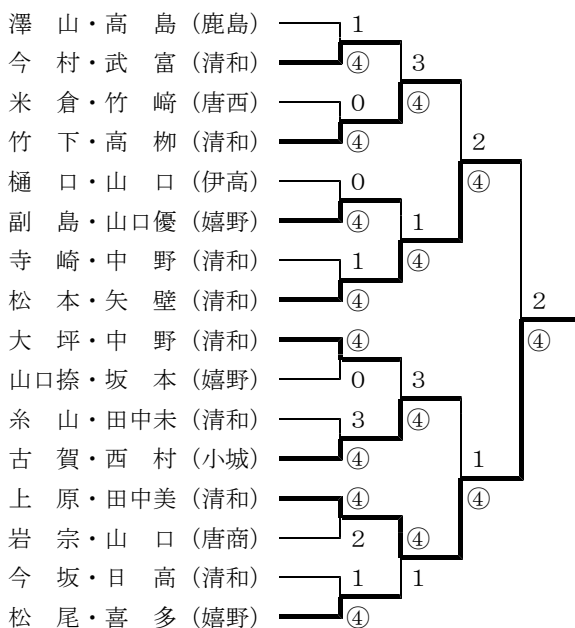 澤　山・高　島（鹿島）　1
今　村・武　富（清和）　④　3
米　倉・竹　﨑（唐西）　0　④
竹　下・高　栁（清和）　④　2
樋　口・山　口（伊高）　0　④
副　島・山口優（嬉野）　④　1
寺　崎・中　野（清和）　1　④
松　本・矢　壁（清和）　④　2
大　坪・中　野（清和）　④　④
山口捺・坂　本（嬉野）　0　3
糸　山・田中未（清和）　3　④
古　賀・西　村（小城）　④　1
上　原・田中美（清和）　④　④
岩　宗・山　口（唐商）　2　④
今　坂・日　高（清和）　1　1
松　尾・喜　多（嬉野）　④